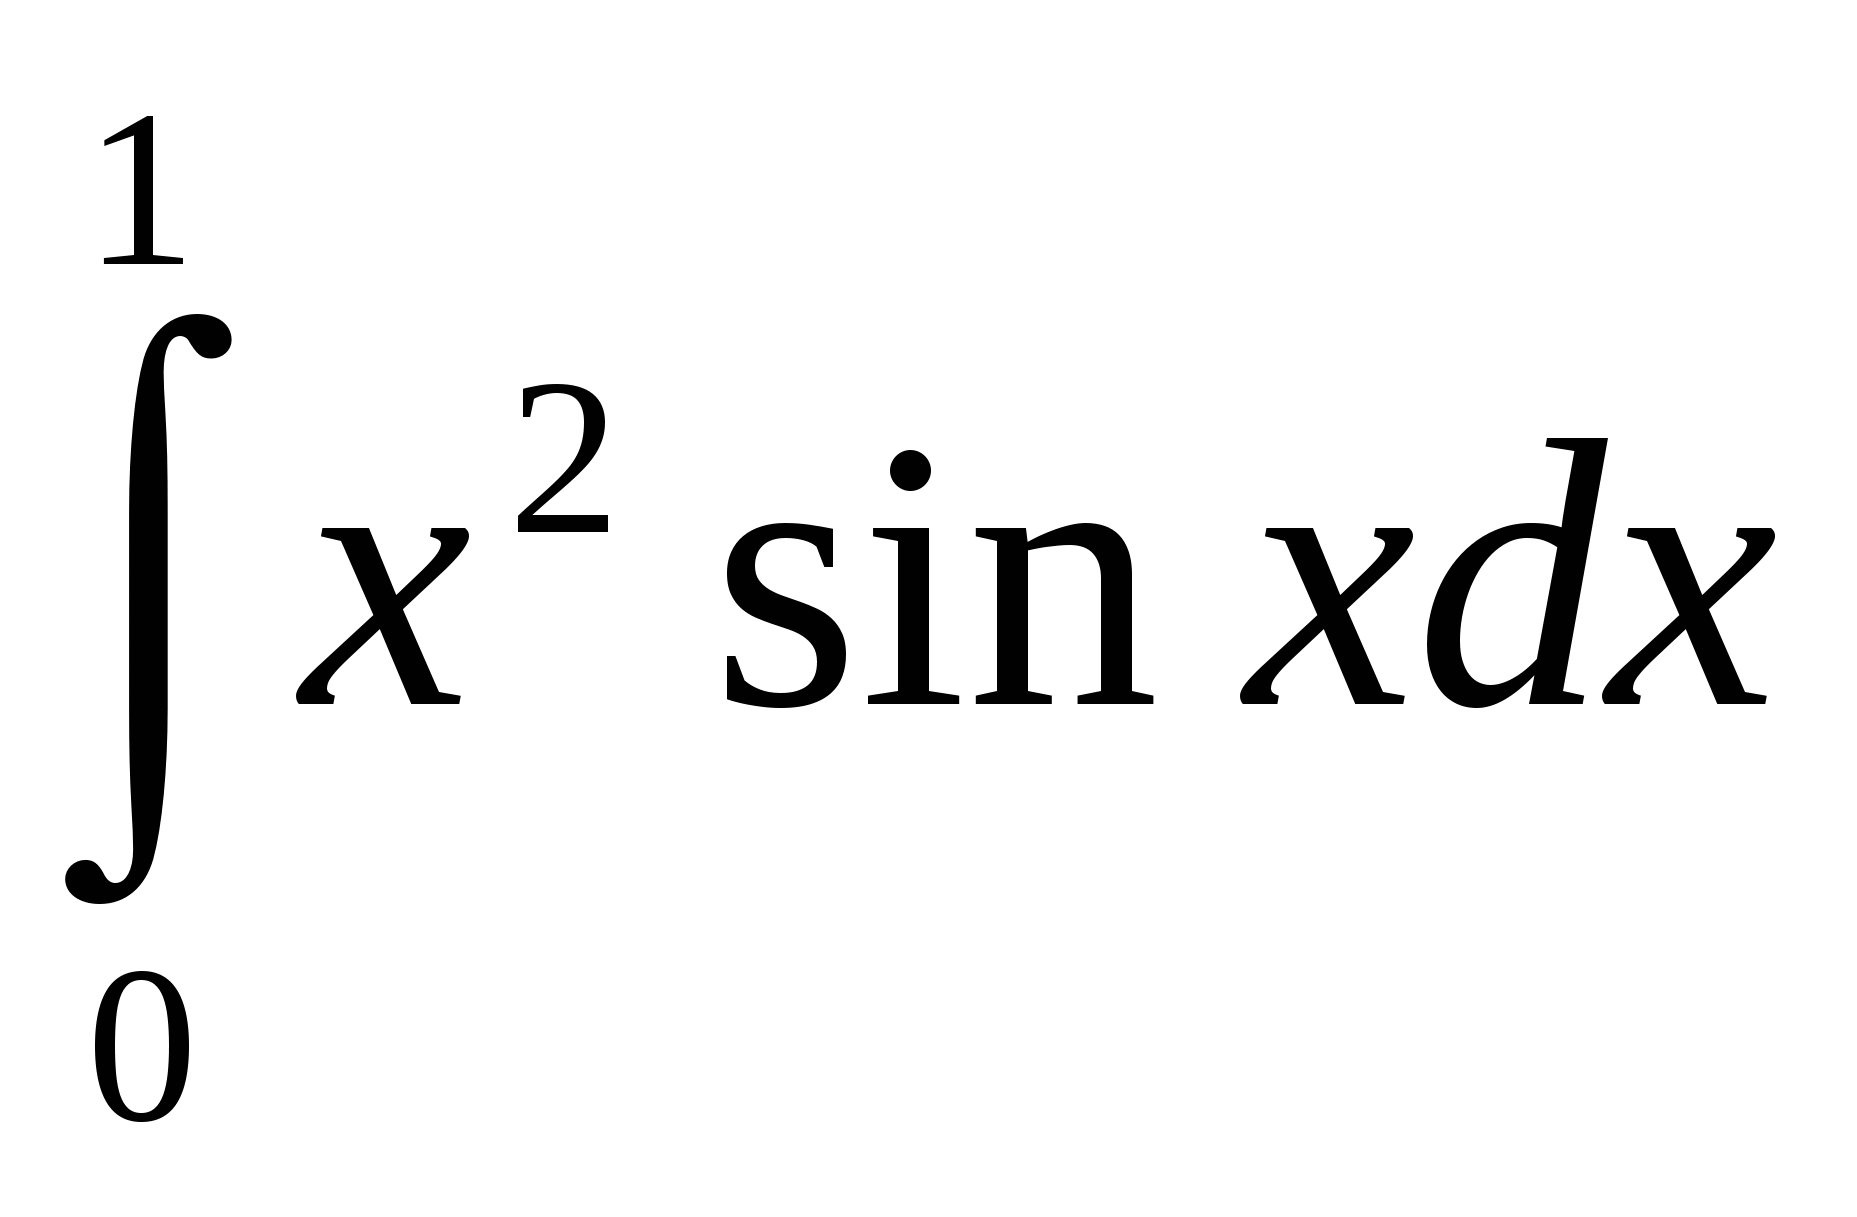 1
∫ x² sin xdx
0